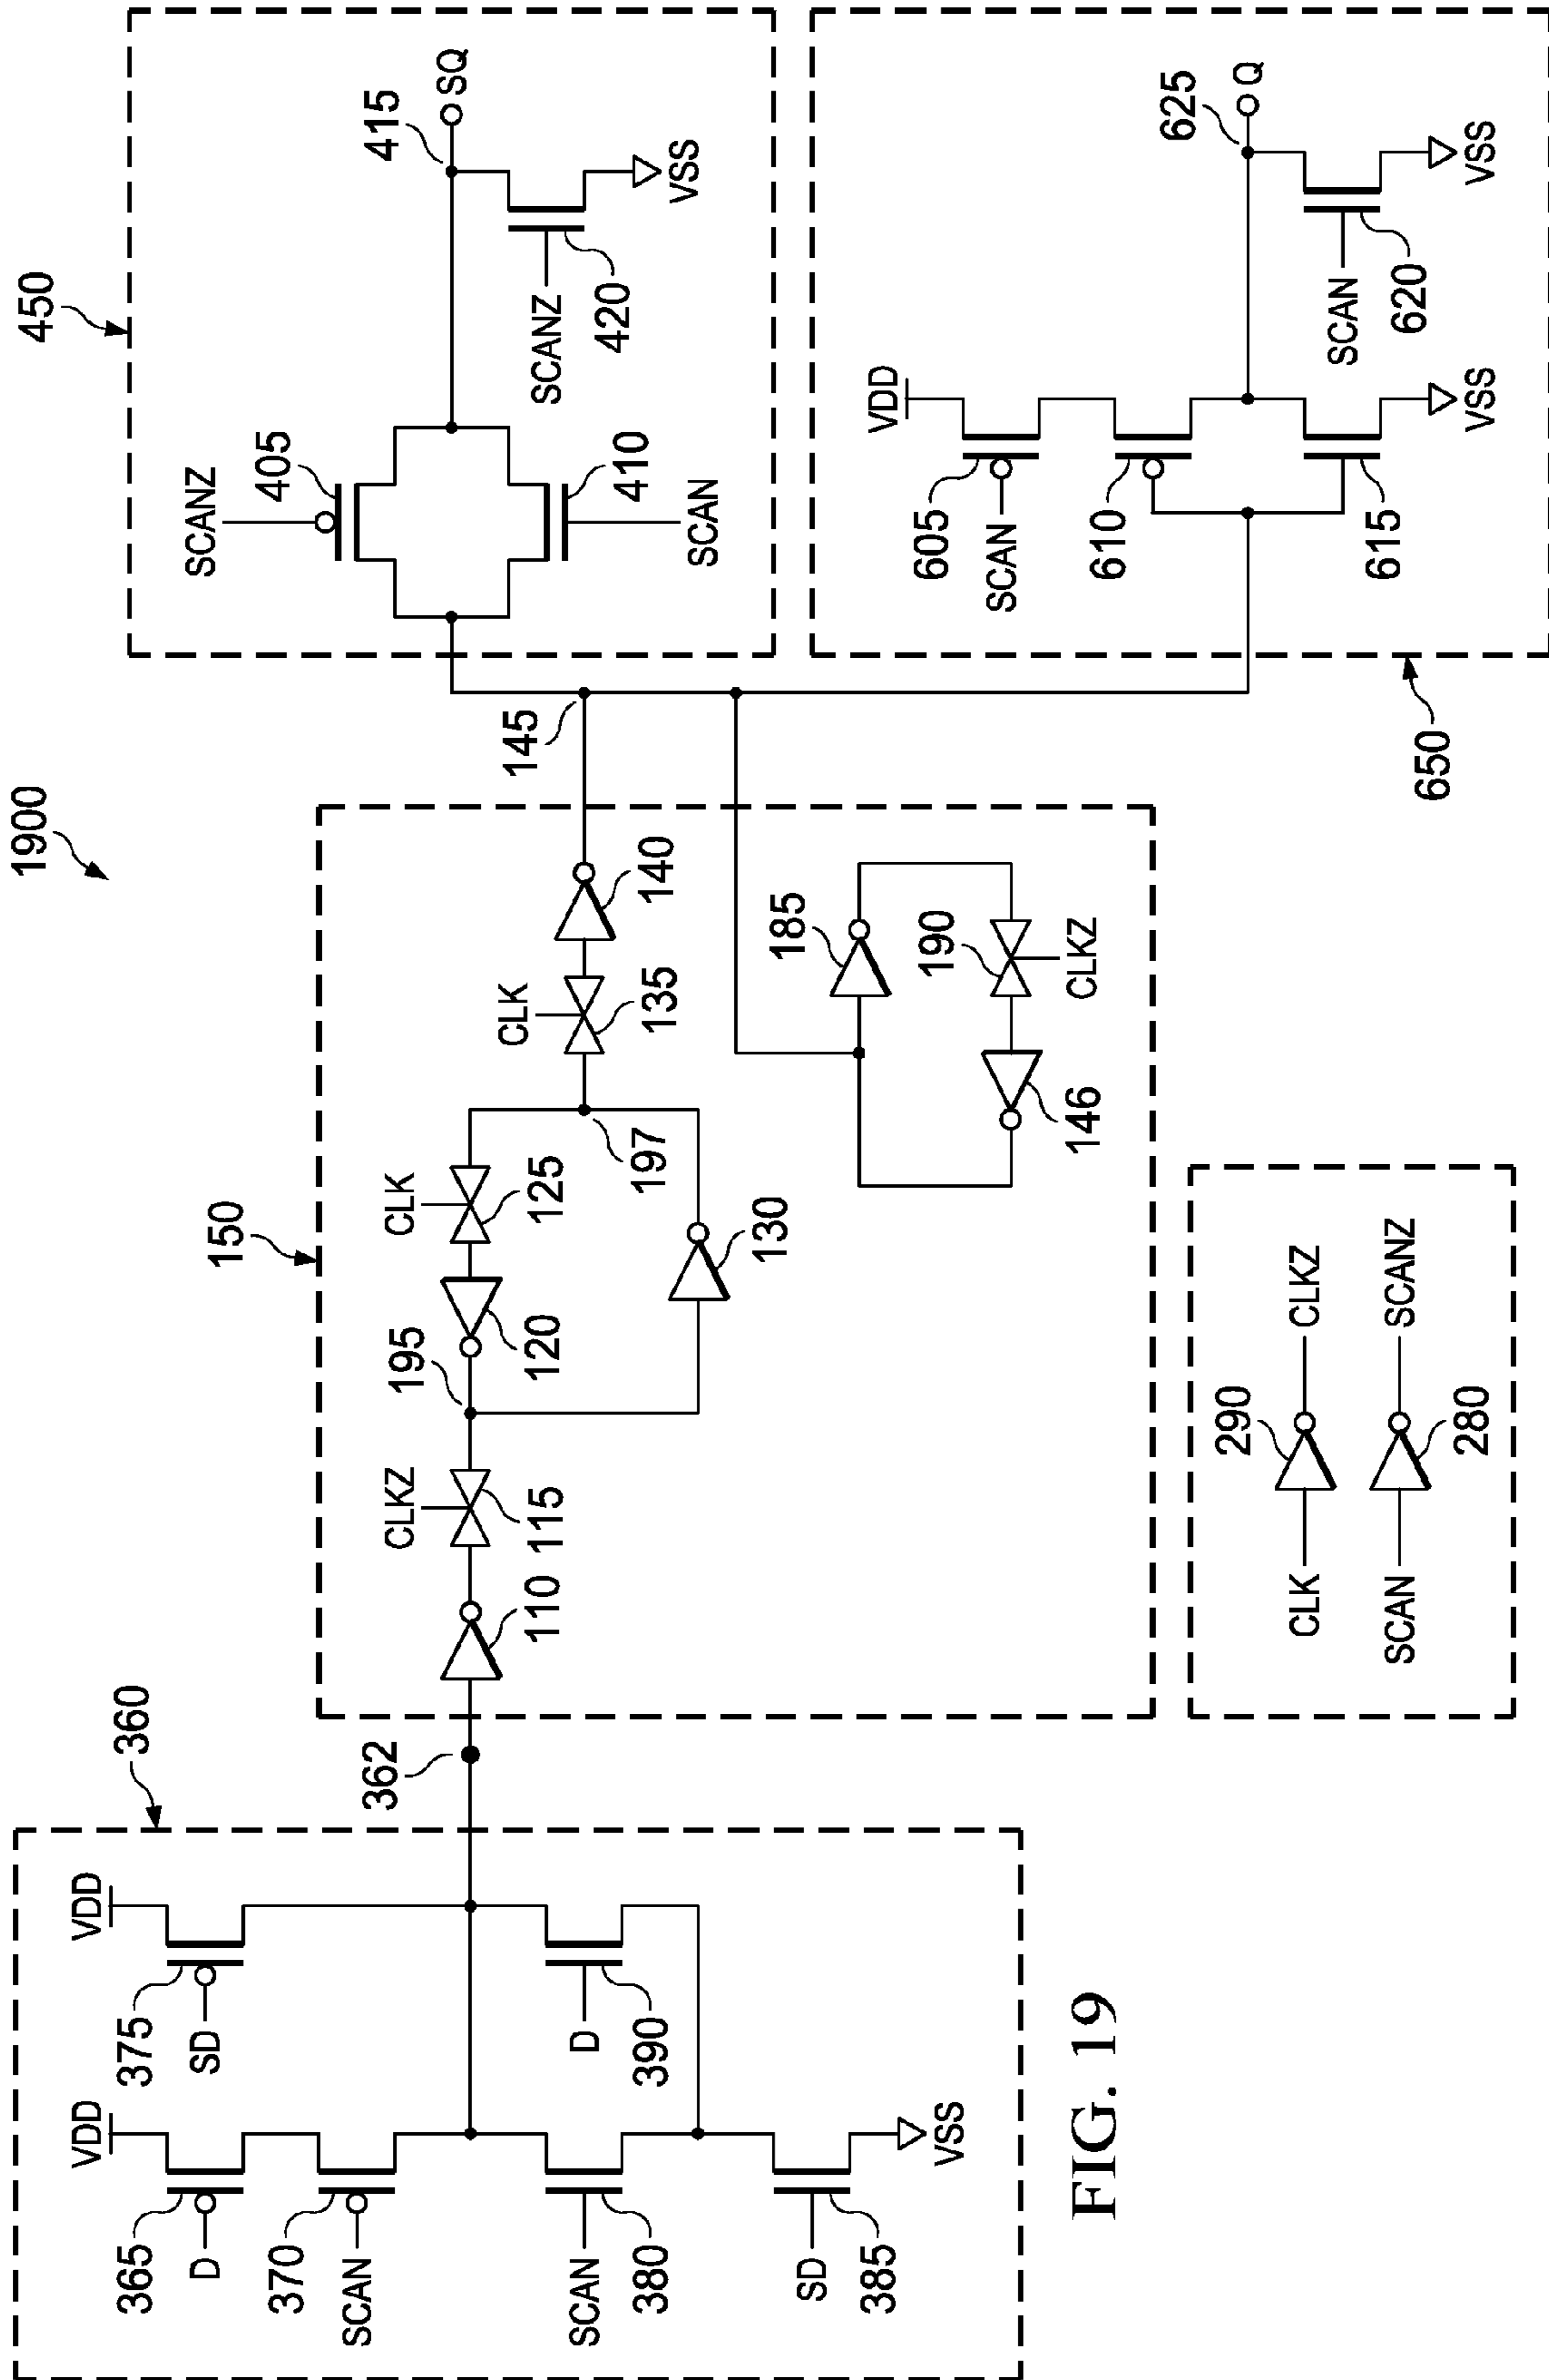 1900
360
VDD
VDD
375
SD
365
D
370
SCAN
SCAN
380
D
390
SD
385
VSS
362
150
CLKZ
110
115
195
120
CLK
125
130
197
CLK
135
140
145
185
190
CLKZ
146
CLK
290
CLKZ
SCAN
280
SCANZ
450
SCANZ
405
410
SCAN
415
SQ
SCANZ
420
VSS
650
VDD
605
SCAN
610
615
VSS
625
Q
SCAN
620
VSS
FIG. 19